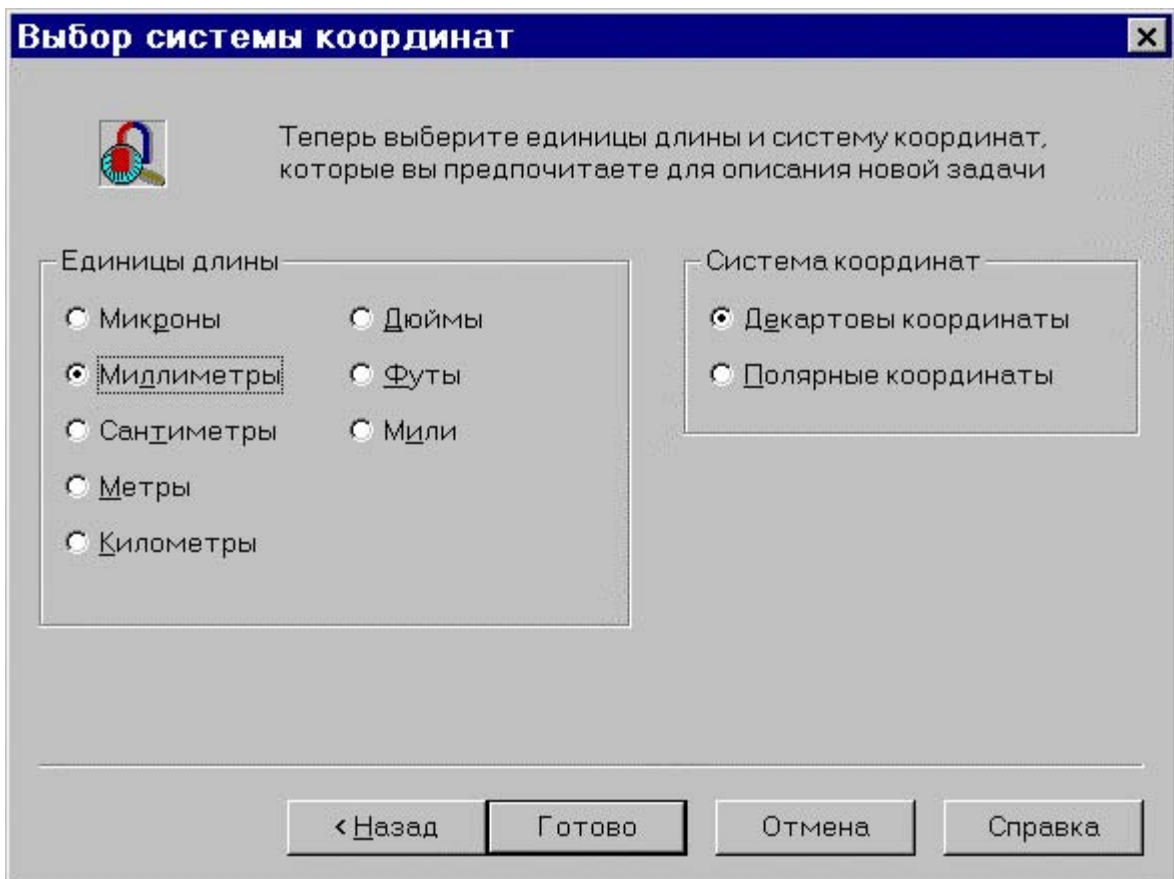 Выбор системы координат
Теперь выберите единицы длины и систему координат,
которые вы предпочитаете для описания новой задачи
Единицы длины
Микроны
Миллиметры
Сантиметры
Метры
Километры
Дюймы
Футы
Мили
Система координат
Декартовы координаты
Полярные координаты
< Назад
Готово
Отмена
Справка